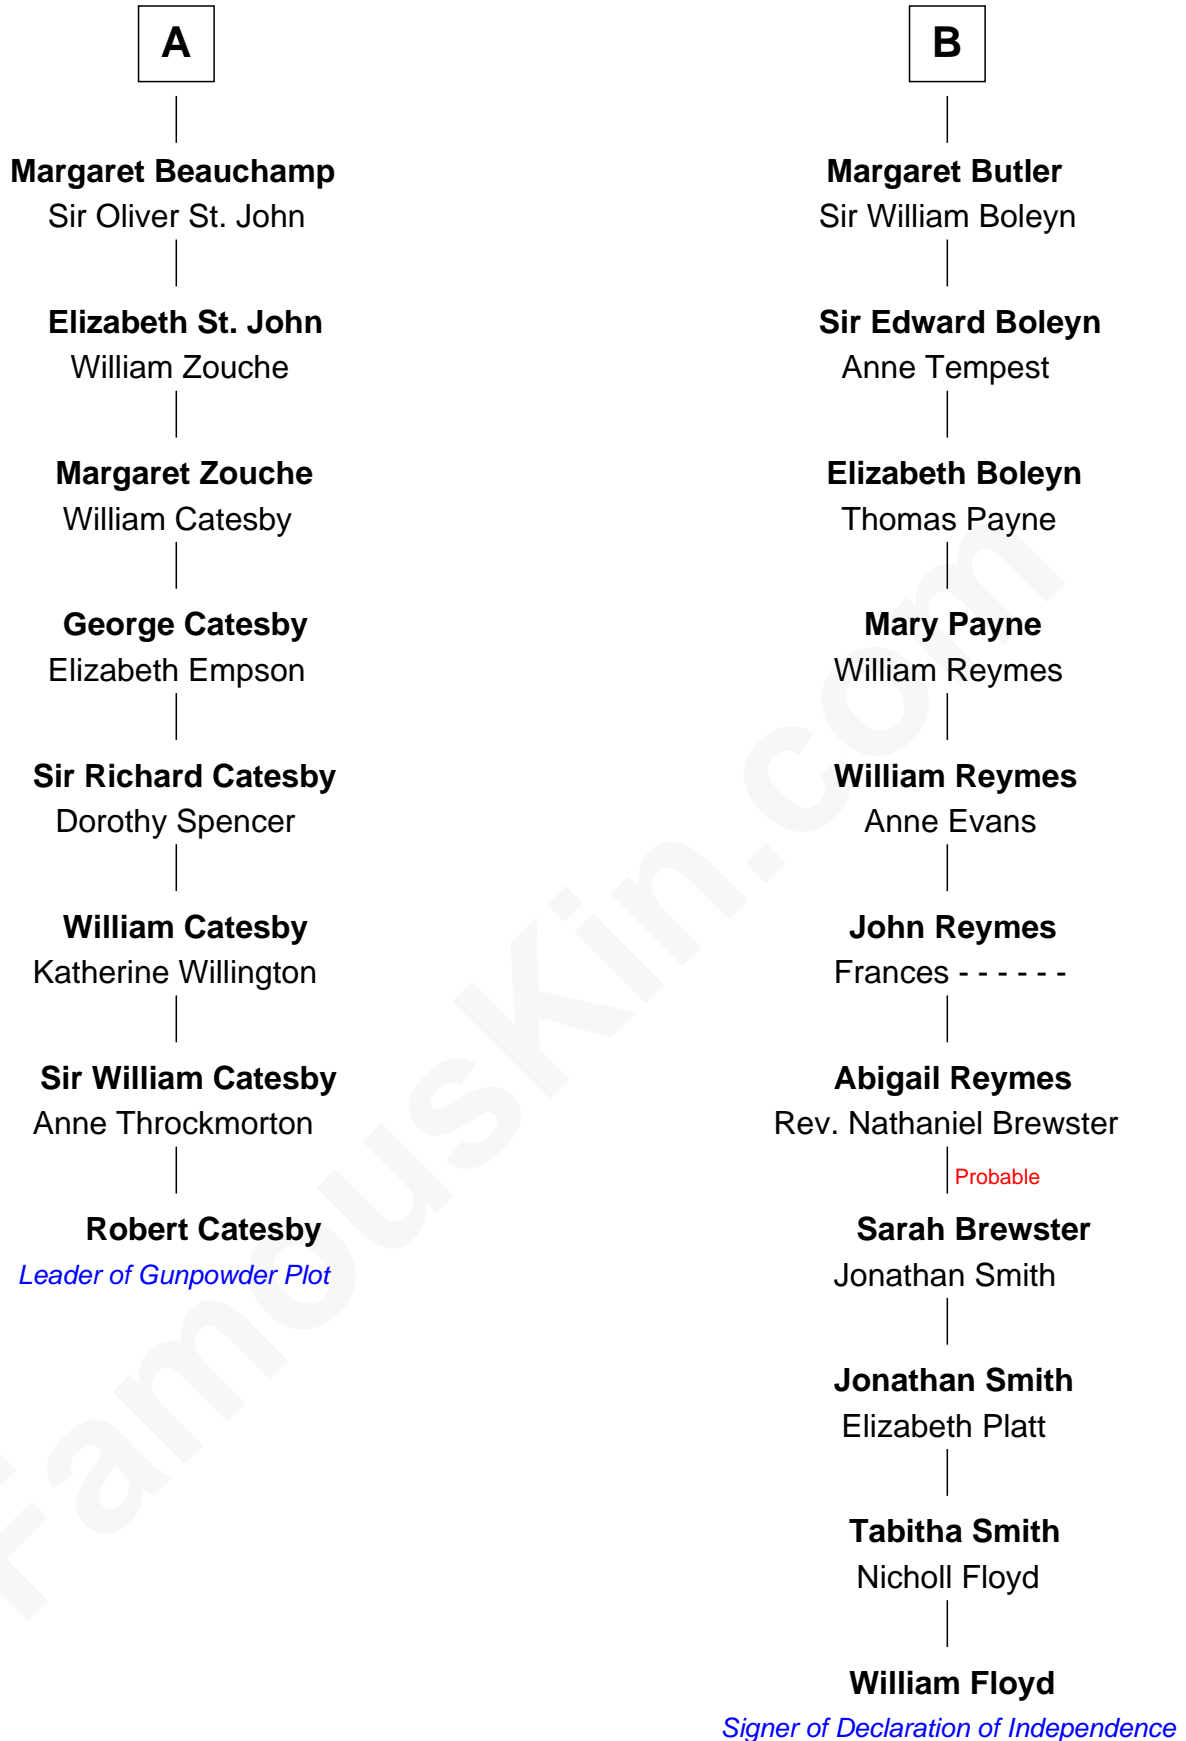 A
Margaret Beauchamp
Sir Oliver St. John
Elizabeth St. John
William Zouche
Margaret Zouche
William Catesby
George Catesby
Elizabeth Empson
Sir Richard Catesby
Dorothy Spencer
William Catesby
Katherine Willington
Sir William Catesby
Anne Throckmorton
Robert Catesby
Leader of Gunpowder Plot
B
Margaret Butler
Sir William Boleyn
Sir Edward Boleyn
Anne Tempest
Elizabeth Boleyn
Thomas Payne
Mary Payne
William Reymes
William Reymes
Anne Evans
John Reymes
Frances - - - - - -
Abigail Reymes
Rev. Nathaniel Brewster
Probable
Sarah Brewster
Jonathan Smith
Jonathan Smith
Elizabeth Platt
Tabitha Smith
Nicholl Floyd
William Floyd
Signer of Declaration of Independence
FamousKin.com